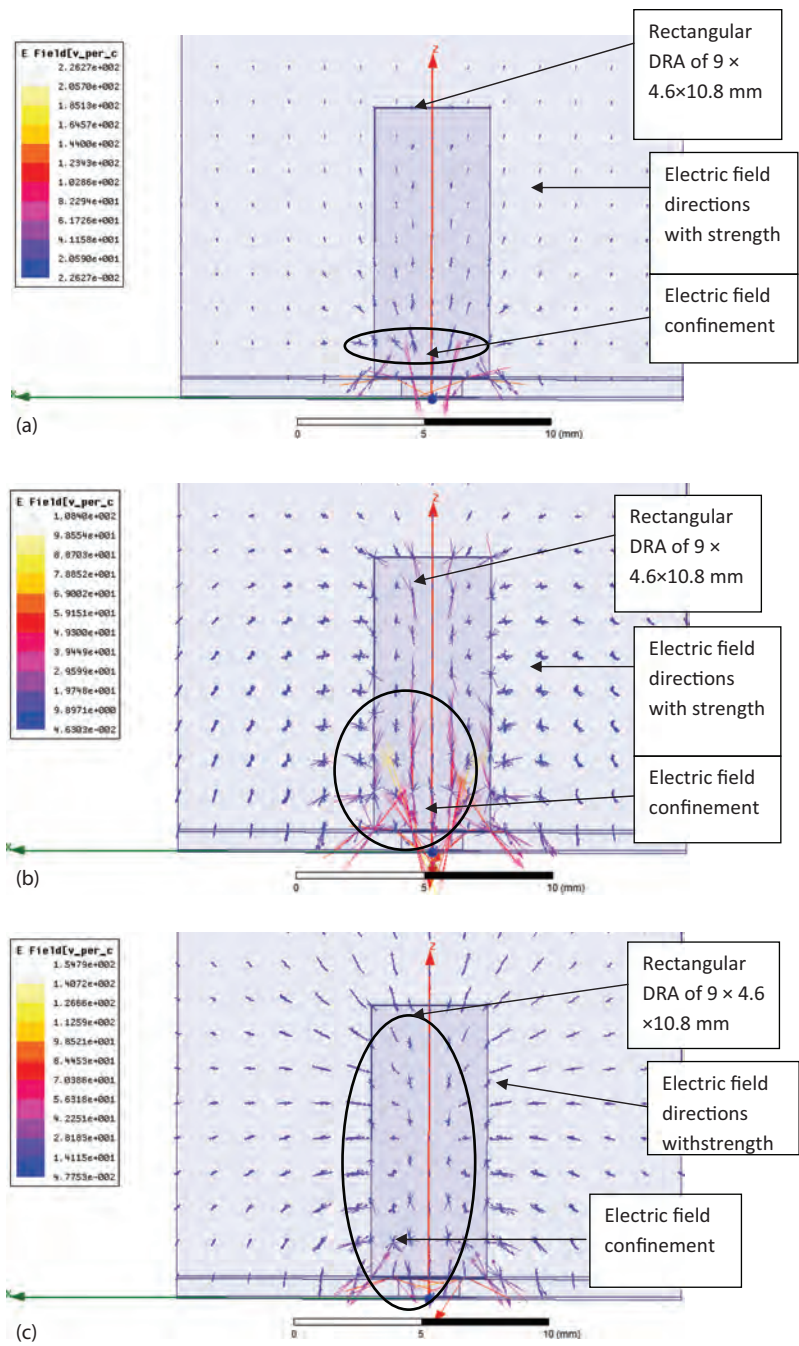 E Field[v_per_c
2.2627e+002
2.0570e+002
1.8513e+002
1.6457e+002
1.4400e+002
1.2343e+002
1.0286e+002
8.2294e+001
6.1726e+001
4.1158e+001
2.0590e+001
2.2627e-002
Z
Rectangular
DRA of 9 ×
4.6×10.8 mm
Electric field
directions
with strength
Electric field
confinement
0
5
10 (mm)
(a)
E Field[v_per_c
1.0840e+002
9.8554e+001
8.8703e+001
7.8852e+001
6.9002e+001
5.9151e+001
4.9300e+001
3.9449e+001
2.9599e+001
1.9748e+001
9.8971e+000
4.6303e-002
Z
Rectangular
DRA of 9 ×
4.6×10.8 mm
Electric field
directions
with strength
Electric field
confinement
0
5
10 (mm)
(b)
E Field[v_per_c
1.5479e+002
1.4072e+002
1.2666e+002
1.1259e+002
9.8521e+001
8.4453e+001
7.0386e+001
5.6318e+001
4.2251e+001
2.8183e+001
1.4115e+001
4.7753e-002
Z
Rectangular
DRA of 9 × 4.6
×10.8 mm
Electric field
directions
withstrength
Electric field
confinement
0
5
10 (mm)
(c)